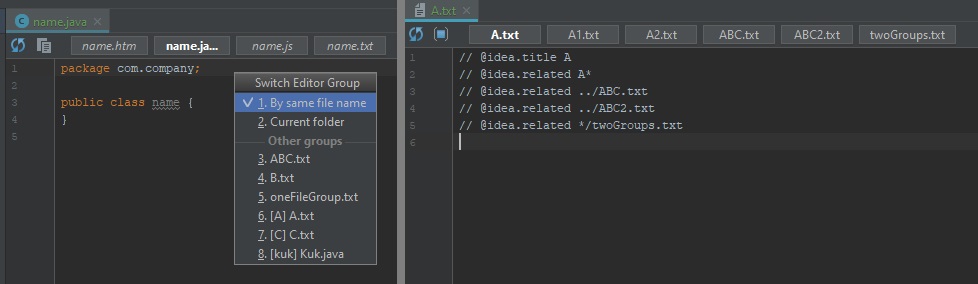 name.java
name.htm name.ja... name.js name.txt
1 package com.company;
2
3 public class name {
4 }
5
Switch Editor Group
1. By same file name
2. Current folder
Other groups
3. ABC.txt
4. B.txt
5. oneFileGroup.txt
6. [A] A.txt
7. [C] C.txt
8. [kuk] Kuk.java
A.txt
A.txt A1.txt A2.txt ABC.txt ABC2.txt twoGroups.txt
1 // @idea.title A
2 // @idea.related A*
3 // @idea.related ../ABC.txt
4 // @idea.related ../ABC2.txt
5 // @idea.related */twoGroups.txt
6